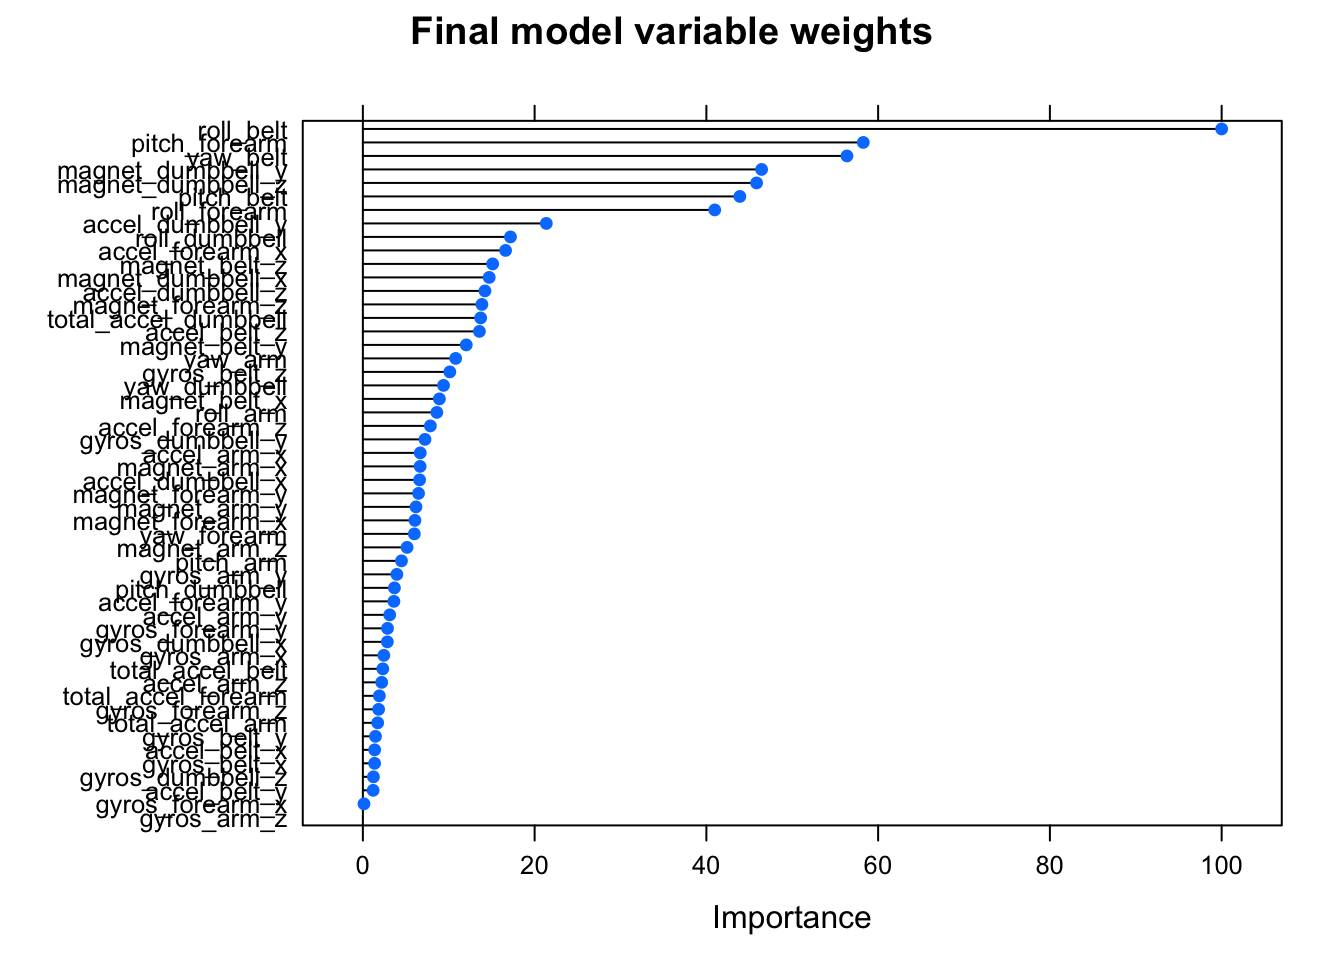 Final model variable weights
roll_belt
pitch_forearm
yaw_belt
magnet_dumbbell_y
magnet_dumbbell_z
pitch_belt
roll_forearm
accel_dumbbell_y
roll_dumbbell
accel_forearm_x
magnet_belt_z
magnet_dumbbell_x
accel_dumbbell_z
magnet_forearm_z
total_accel_dumbbell
accel_belt_z
magnet_belt_y
yaw_arm
gyros_belt_z
yaw_dumbbell
magnet_belt_x
roll_arm
accel_forearm_z
gyros_dumbbell_y
accel_arm_x
magnet_arm_x
accel_dumbbell_x
magnet_forearm_y
magnet_arm_y
magnet_forearm_x
yaw_forearm
magnet_arm_z
pitch_arm
gyros_arm_y
pitch_dumbbell
accel_forearm_y
accel_arm_y
gyros_forearm_y
gyros_dumbbell_x
gyros_arm_x
total_accel_belt
accel_arm_z
total_accel_forearm
gyros_forearm_z
total_accel_arm
gyros_belt_y
accel_belt_x
gyros_belt_x
gyros_dumbbell_z
accel_belt_y
gyros_forearm_x
gyros_arm_z
0 20 40 60 80 100
Importance